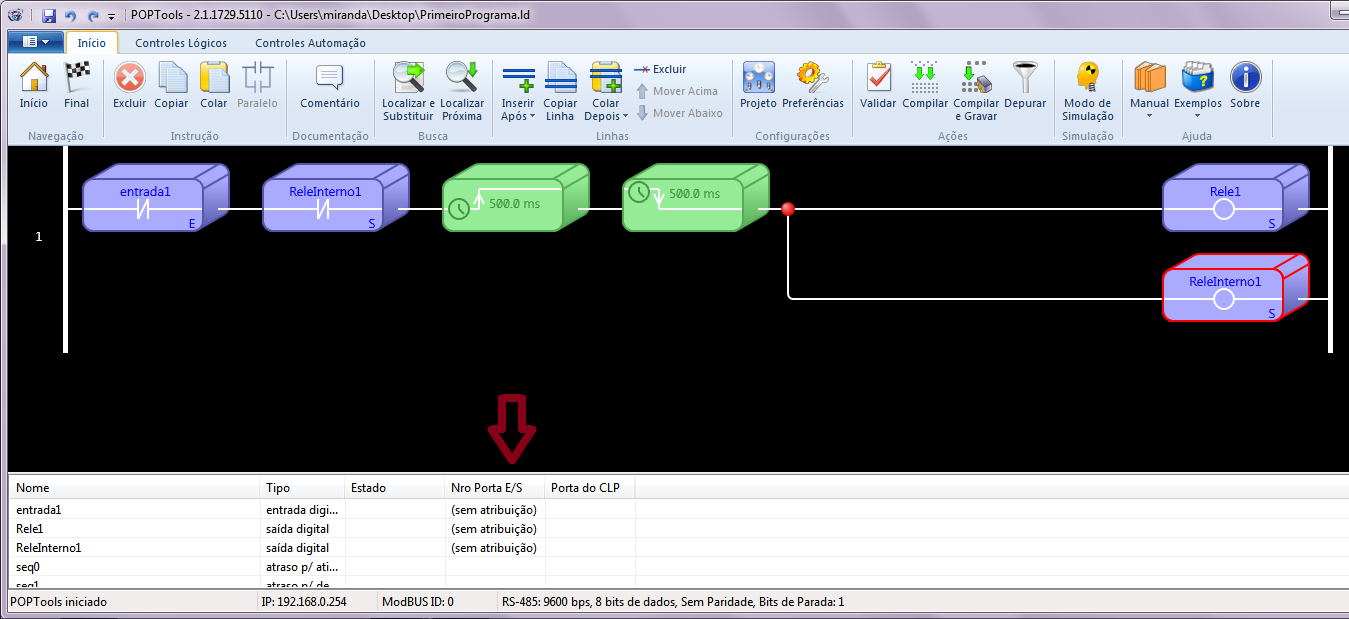 POPTools - 2.1.1729.5110 - C:\Users\miranda\Desktop\PrimeiroPrograma.ld
Início Controles Lógicos Controles Automação
Início Final Excluir Copiar Colar Paralelo Comentário Localizar e Substituir Localizar Próxima Inserir Após Copiar Linha Colar Depois Excluir Mover Acima Mover Abaixo Projeto Preferências Validar Compilar Compilar e Gravar Depurar Modo de Simulação Manual Exemplos Sobre
Navegação Instrução Documentação Busca Linhas Configurações Ações Simulação Ajuda
entrada1 ReleInterno1 500.0 ms 500.0 ms Rele1
E S S
1
ReleInterno1
S
Nome Tipo Estado Nro Porta E/S Porta do CLP
entrada1 entrada digi... (sem atribuição)
Rele1 saída digital (sem atribuição)
ReleInterno1 saída digital (sem atribuição)
seq0 atraso p/ ati...
seq1 atraso p/ de...
POPTools iniciado IP: 192.168.0.254 ModBUS ID: 0 RS-485: 9600 bps, 8 bits de dados, Sem Paridade, Bits de Parada: 1